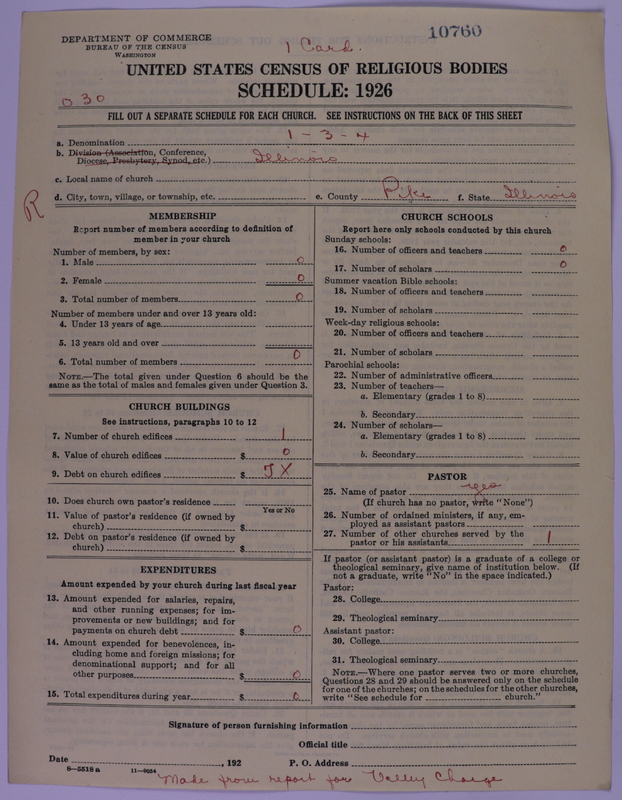 DEPARTMENT OF COMMERCE
BUREAU OF THE CENSUS
WASHINGTON
10760
1 Card.
UNITED STATES CENSUS OF RELIGIOUS BODIES
SCHEDULE: 1926
030
FILL OUT A SEPARATE SCHEDULE FOR EACH CHURCH. SEE INSTRUCTIONS ON THE BACK OF THIS SHEET
a. Denomination 1-3-4
b. Division (Association, Conference,
Diocese, Presbytery, Synod, etc.) Illinois
c. Local name of church
d. City, town, village, or township, etc. e. County Pike f. State Illinois
R
MEMBERSHIP
Report number of members according to definition of
member in your church
Number of members, by sex:
1. Male 0
2. Female 0
3. Total number of members 0
Number of members under and over 13 years old:
4. Under 13 years of age
5. 13 years old and over
6. Total number of members 0
NOTE.—The total given under Question 6 should be the
same as the total of males and females given under Question 3.
CHURCH BUILDINGS
See instructions, paragraphs 10 to 12
7. Number of church edifices 1
8. Value of church edifices $ 0
9. Debt on church edifices $ JX
10. Does church own pastor's residence
Yes or No
11. Value of pastor's residence (if owned by
church) $
12. Debt on pastor's residence (if owned by
church) $
EXPENDITURES
Amount expended by your church during last fiscal year
13. Amount expended for salaries, repairs,
and other running expenses; for im-
provements or new buildings; and for
payments on church debt $ 0
14. Amount expended for benevolences, in-
cluding home and foreign missions; for
denominational support; and for all
other purposes $ 0
15. Total expenditures during year $ 0
CHURCH SCHOOLS
Report here only schools conducted by this church
Sunday schools:
16. Number of officers and teachers 0
17. Number of scholars 0
Summer vacation Bible schools:
18. Number of officers and teachers
19. Number of scholars
Week-day religious schools:
20. Number of officers and teachers
21. Number of scholars
Parochial schools:
22. Number of administrative officers
23. Number of teachers—
a. Elementary (grades 1 to 8)
b. Secondary
24. Number of scholars—
a. Elementary (grades 1 to 8)
b. Secondary
PASTOR
25. Name of pastor yes
(If church has no pastor, write "None")
26. Number of ordained ministers, if any, em-
ployed as assistant pastors
27. Number of other churches served by the
pastor or his assistants 1
If pastor (or assistant pastor) is a graduate of a college or
theological seminary, give name of institution below. (If
not a graduate, write "No" in the space indicated.)
Pastor:
28. College
29. Theological seminary
Assistant pastor:
30. College
31. Theological seminary
NOTE.—Where one pastor serves two or more churches,
Questions 28 and 29 should be answered only on the schedule
for one of the churches; on the schedules for the other churches,
write "See schedule for church."
Signature of person furnishing information
Official title
Date , 192 P. O. Address
8—5518 a 11—9024
Made from report for Valley Charge